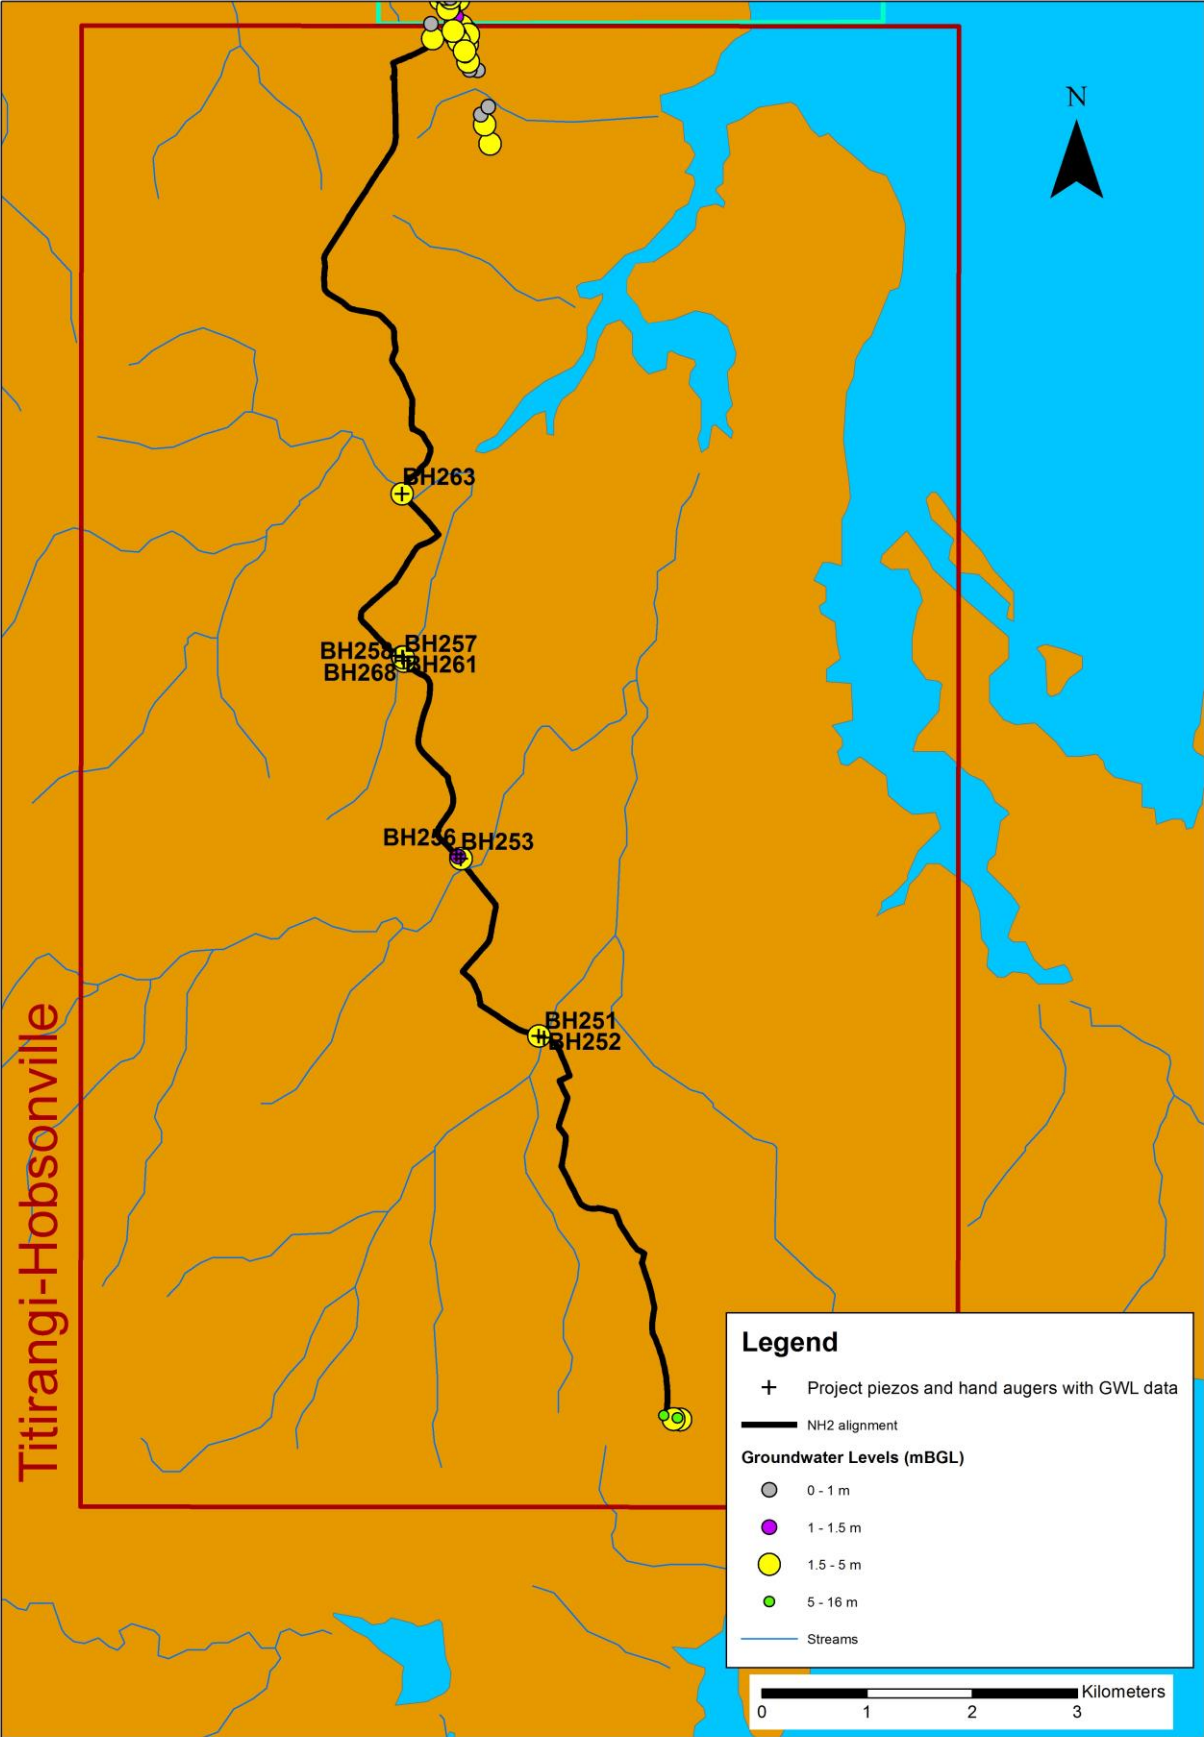 N
BH263
BH258 BH257
BH268 BH261
BH256 BH253
BH251
BH252
Titirangi-Hobsonville
Legend
Project piezos and hand augers with GWL data
NH2 alignment
Groundwater Levels (mBGL)
0 - 1 m
1 - 1.5 m
1.5 - 5 m
5 - 16 m
Streams
Kilometers
0 1 2 3